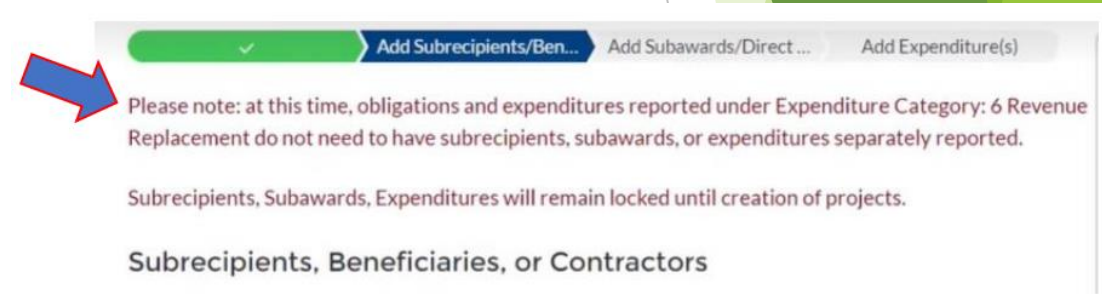 Add Subrecipients/Ben... Add Subawards/Direct ... Add Expenditure(s)
Please note: at this time, obligations and expenditures reported under Expenditure Category: 6 Revenue
Replacement do not need to have subrecipients, subawards, or expenditures separately reported.
Subrecipients, Subawards, Expenditures will remain locked until creation of projects.
Subrecipients, Beneficiaries, or Contractors